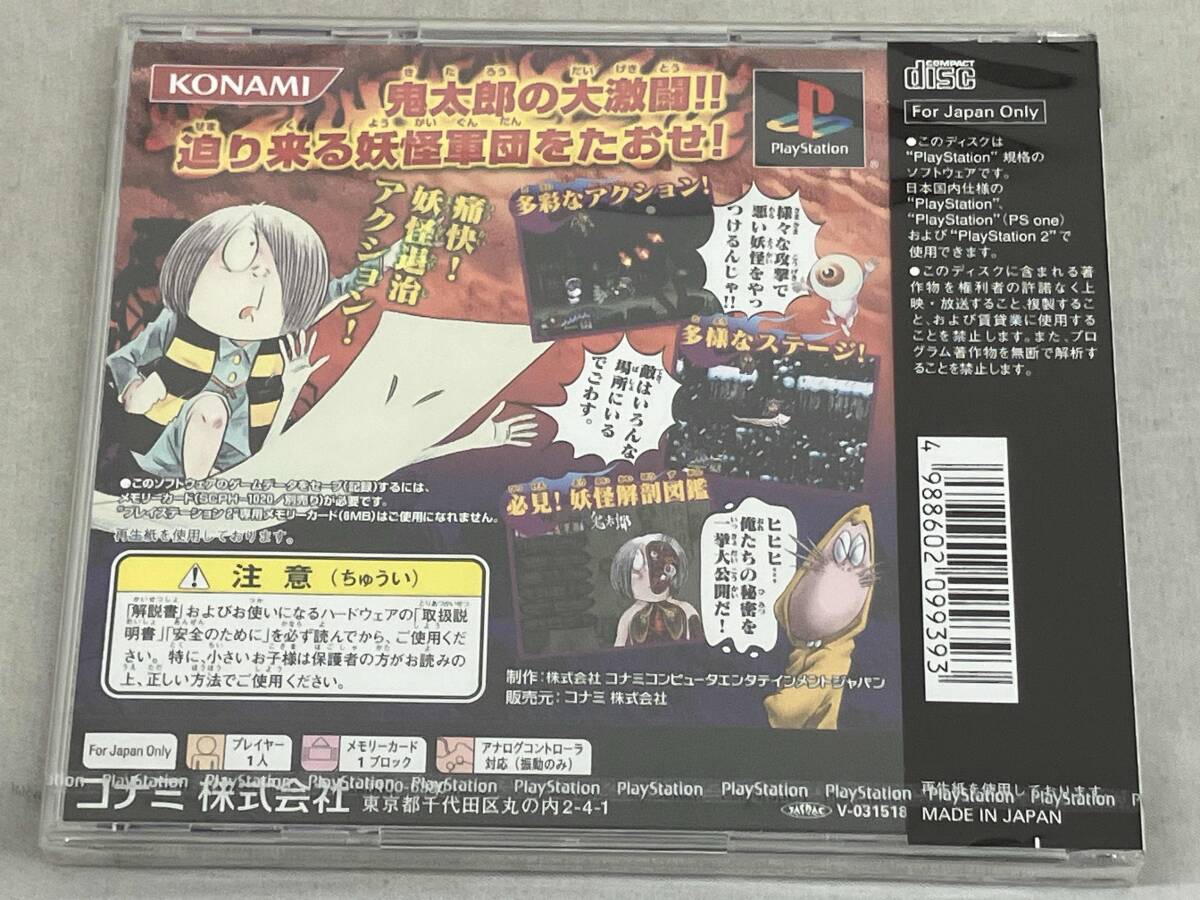 KONAMI
鬼太郎の大激闘!!
迫り来る妖怪軍団をたおせ!
PlayStation
痛快!
妖怪退治
アクション!
多彩なアクション!
様々な攻撃で
悪い妖怪をやっ
つけるんじゃ!!
多様なステージ!
敵はいろんな
場所にいる
でごわす。
必見!妖怪解剖図鑑
鬼太郎
ヒヒヒ…
俺たちの秘密を
一挙大公開だ!
●このソフトウェアのゲームデータをセーブ(記録)するには、
メモリーカード(SCPH-1020/別売り)が必要です。
"プレイステーション 2"専用メモリーカード(8MB)はご使用になれません。
再生紙を使用しております。
注意(ちゅうい)
「解説書」およびお使いになるハードウェアの「取扱説
明書」「安全のために」を必ず読んでから、ご使用くだ
さい。特に、小さいお子様は保護者の方がお読みの
上、正しい方法でご使用ください。
制作:株式会社 コナミコンピュータエンタテインメントジャパン
販売元:コナミ 株式会社
For Japan Only
プレイヤー
1人
メモリーカード
1ブロック
アナログコントローラ
対応(振動のみ)
コナミ 株式会社
東京都千代田区丸の内2-4-1
V-031518
COMPACT
disc
For Japan Only
●このディスクは
"PlayStation" 規格の
ソフトウェアです。
日本国内仕様の
"PlayStation"、
"PlayStation"(PS one)
および"PlayStation 2"で
使用できます。
●このディスクに含まれる著
作物を権利者の許諾なく上
映・放送すること、複製するこ
と、および賃貸業に使用する
ことを禁止します。また、プロ
グラム著作物を無断で解析す
ることを禁止します。
4 988602 099393
再生紙を使用しております。
MADE IN JAPAN
PlayStation PlayStation PlayStation PlayStation PlayStation PlayStation PlayStation PlayStation PlayStation